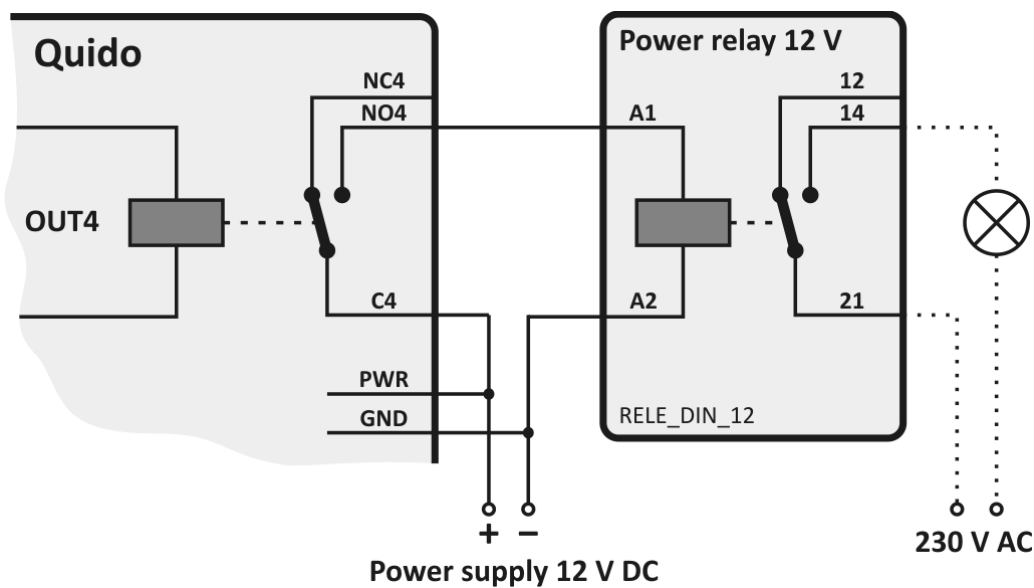 Quido
NC4
NO4
OUT4
C4
PWR
GND
Power relay 12 V
12
14
A1
A2
21
RELE_DIN_12
+ −
Power supply 12 V DC
230 V AC